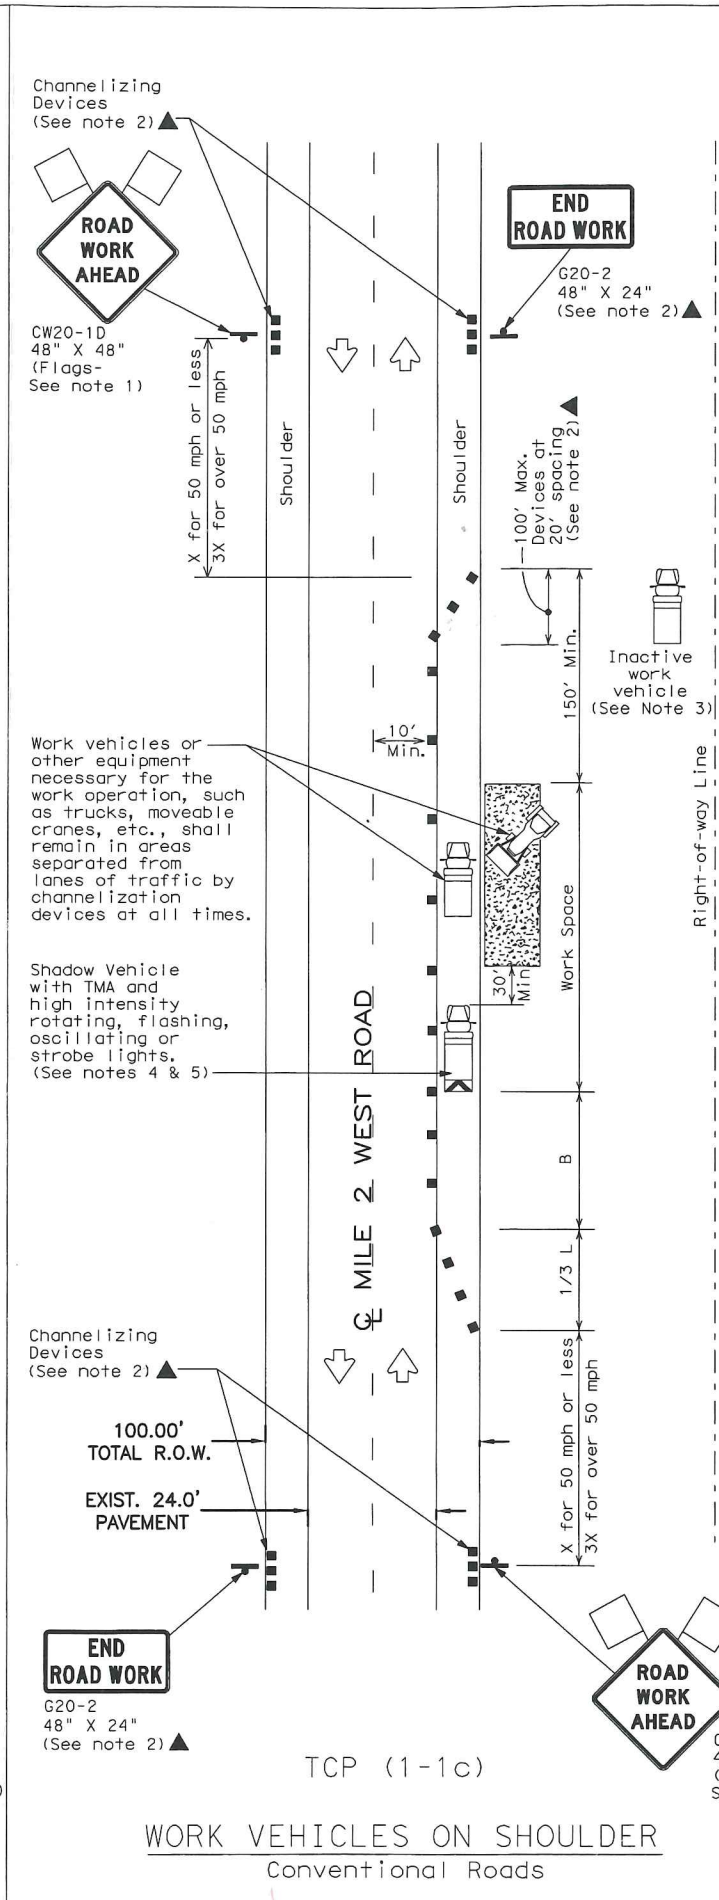 Channelizing
Devices
(See note 2)
ROAD
WORK
AHEAD
CW20-1D
48" X 48"
(Flags-
See note 1)
END
ROAD WORK
G20-2
48" X 24"
(See note 2)
X for 50 mph or less
3X for over 50 mph
Shoulder
Shoulder
100' Max.
Devices at
20' spacing
(See note 2)
150' Min.
Inactive
work
vehicle
(See Note 3)
Right-of-way Line
10'
Min.
Work vehicles or
other equipment
necessary for the
work operation, such
as trucks, moveable
cranes, etc., shall
remain in areas
separated from
lanes of traffic by
channelization
devices at all times.
Work Space
30'
Min
Shadow Vehicle
with TMA and
high intensity
rotating, flashing,
oscillating or
strobe lights.
(See notes 4 & 5)
℄ MILE 2 WEST ROAD
B
1/3 L
X for 50 mph or less
3X for over 50 mph
Channelizing
Devices
(See note 2)
100.00'
TOTAL R.O.W.
EXIST. 24.0'
PAVEMENT
END
ROAD WORK
G20-2
48" X 24"
(See note 2)
ROAD
WORK
AHEAD
TCP (1-1c)
WORK VEHICLES ON SHOULDER
Conventional Roads